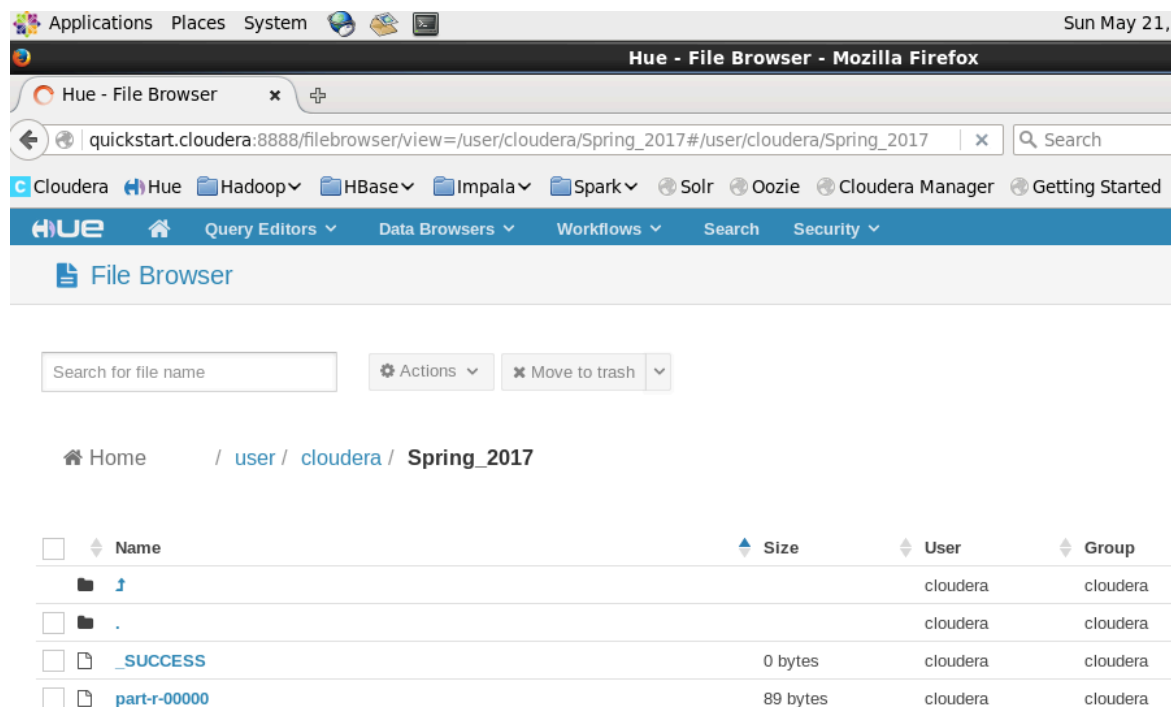 Applications Places System Sun May 21,
Hue - File Browser - Mozilla Firefox
Hue - File Browser
quickstart.cloudera:8888/filebrowser/view=/user/cloudera/Spring_2017#/user/cloudera/Spring_2017 Search
C Cloudera Hue Hadoop HBase Impala Spark Solr Oozie Cloudera Manager Getting Started
HUE Query Editors Data Browsers Workflows Search Security
File Browser
Search for file name Actions Move to trash
Home / user / cloudera / Spring_2017
Name Size User Group
cloudera cloudera
. cloudera cloudera
_SUCCESS 0 bytes cloudera cloudera
part-r-00000 89 bytes cloudera cloudera